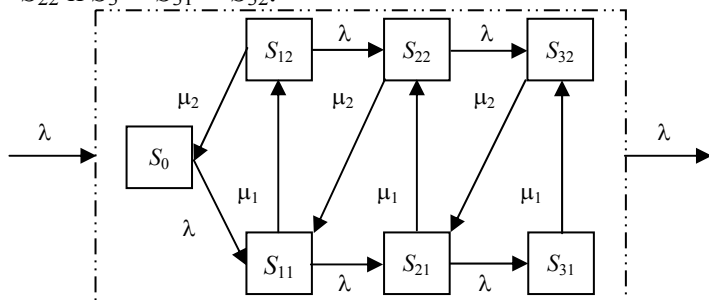 S₂₂ и S₃ = S₃₁ S₃₂.
S₁₂ λ S₂₂ λ S₃₂
μ₂ μ₂ μ₂
λ S₀ λ
μ₁ μ₁ μ₁
λ
S₁₁ λ S₂₁ λ S₃₁